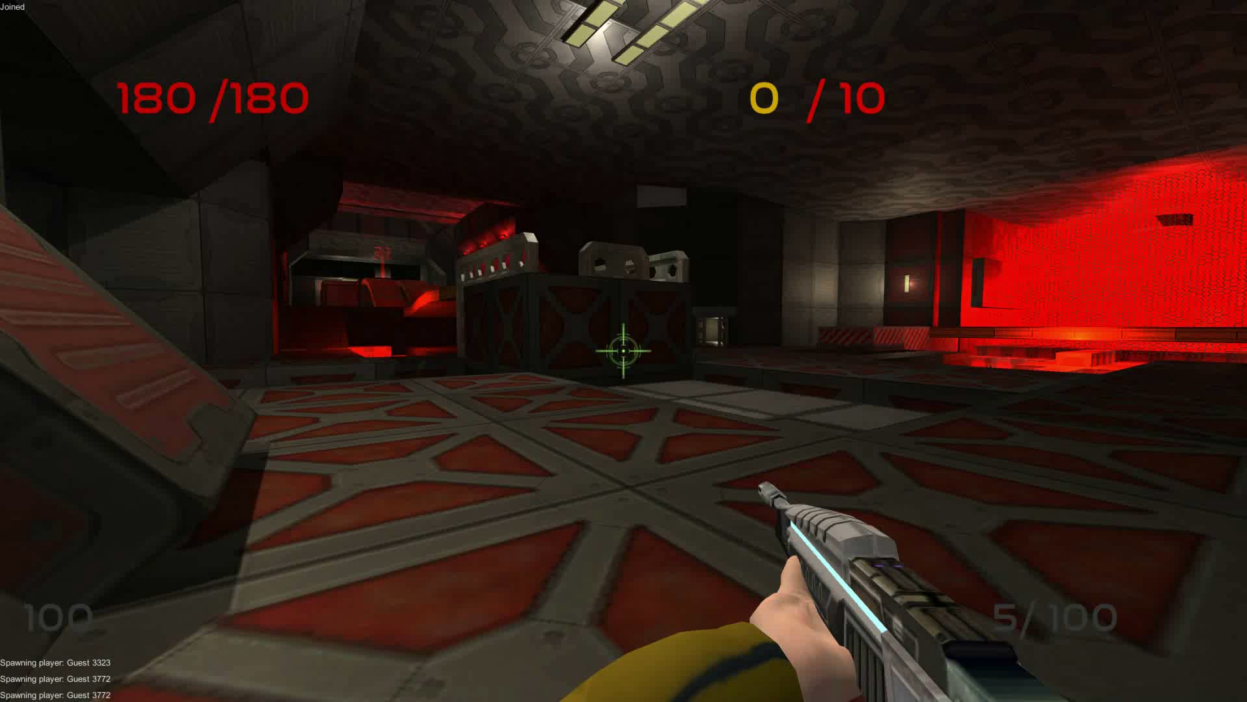 Joined
180 /180
0 / 10
100
5/ 100
Spawning player: Guest 3323
Spawning player: Guest 3772
Spawning player: Guest 3772